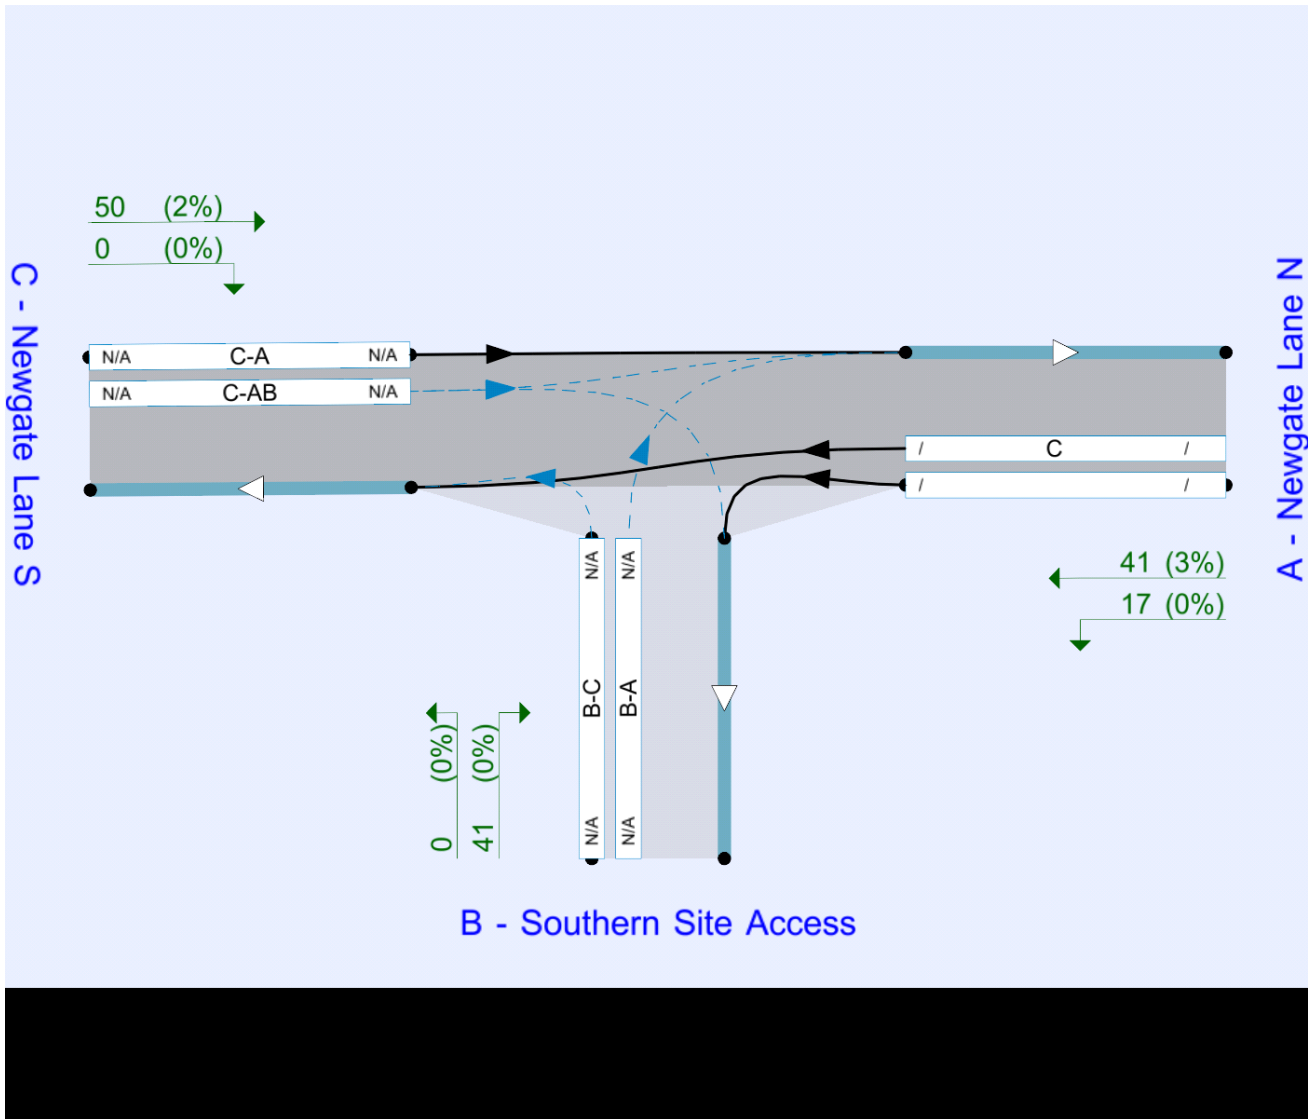 50 (2%)
0 (0%)
C - Newgate Lane S
A - Newgate Lane N
N/A C-A N/A
N/A C-AB N/A
/ C /
/ /
41 (3%)
17 (0%)
N/A B-C N/A
N/A B-A N/A
0 (0%)
41 (0%)
B - Southern Site Access